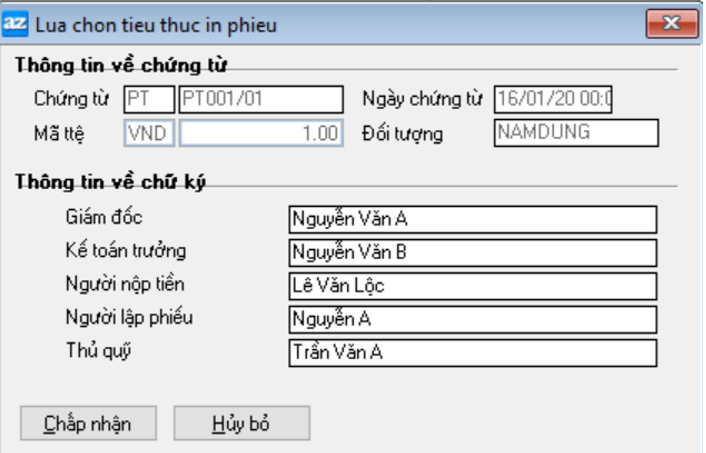 az Lua chon tieu thuc in phieu
Thông tin về chứng từ
Chứng từ PT PT001/01 Ngày chứng từ 16/01/20 00:0
Mã ttệ VND 1.00 Đối tượng NAMDUNG
Thông tin về chữ ký
Giám đốc Nguyễn Văn A
Kế toán trưởng Nguyễn Văn B
Người nộp tiền Lê Văn Lộc
Người lập phiếu Nguyễn A
Thủ quỹ Trần Văn A
Chấp nhận Hủy bỏ